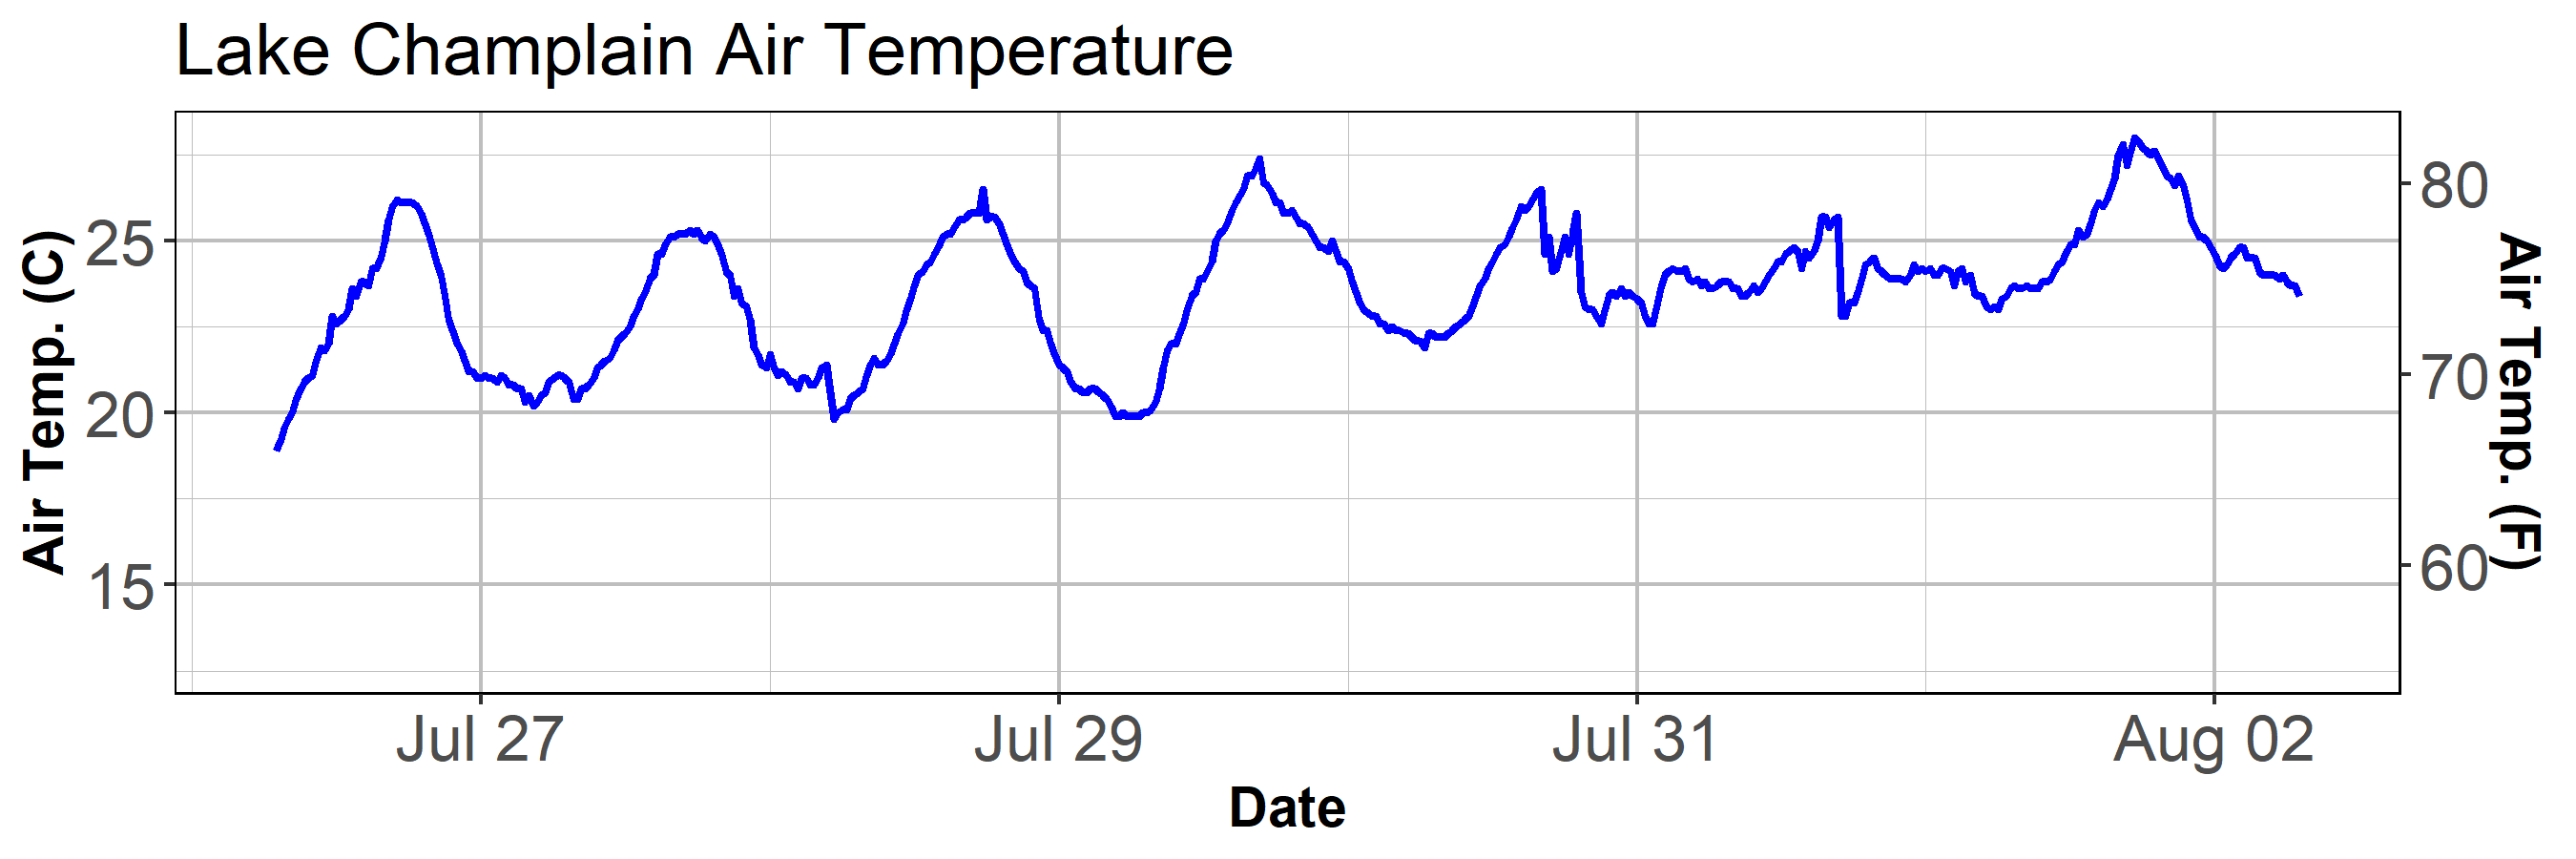 Lake Champlain Air Temperature
Air Temp. (C)
25
20
15
80
70
60
Air Temp. (F)
Jul 27
Jul 29
Jul 31
Aug 02
Date